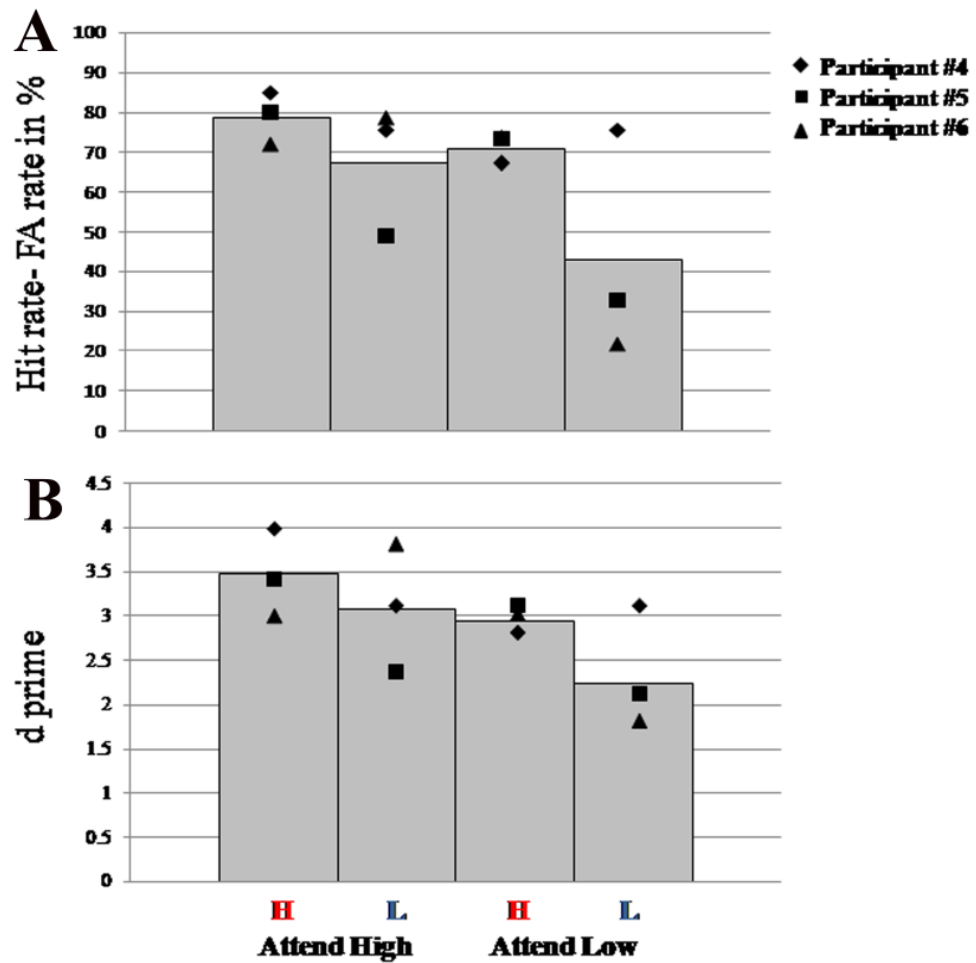 A
Hit rate- FA rate in %
100
90
80
70
60
50
40
30
20
10
0
Participant #4
Participant #5
Participant #6
B
d prime
4.5
4
3.5
3
2.5
2
1.5
1
0.5
0
H L H L
Attend High Attend Low